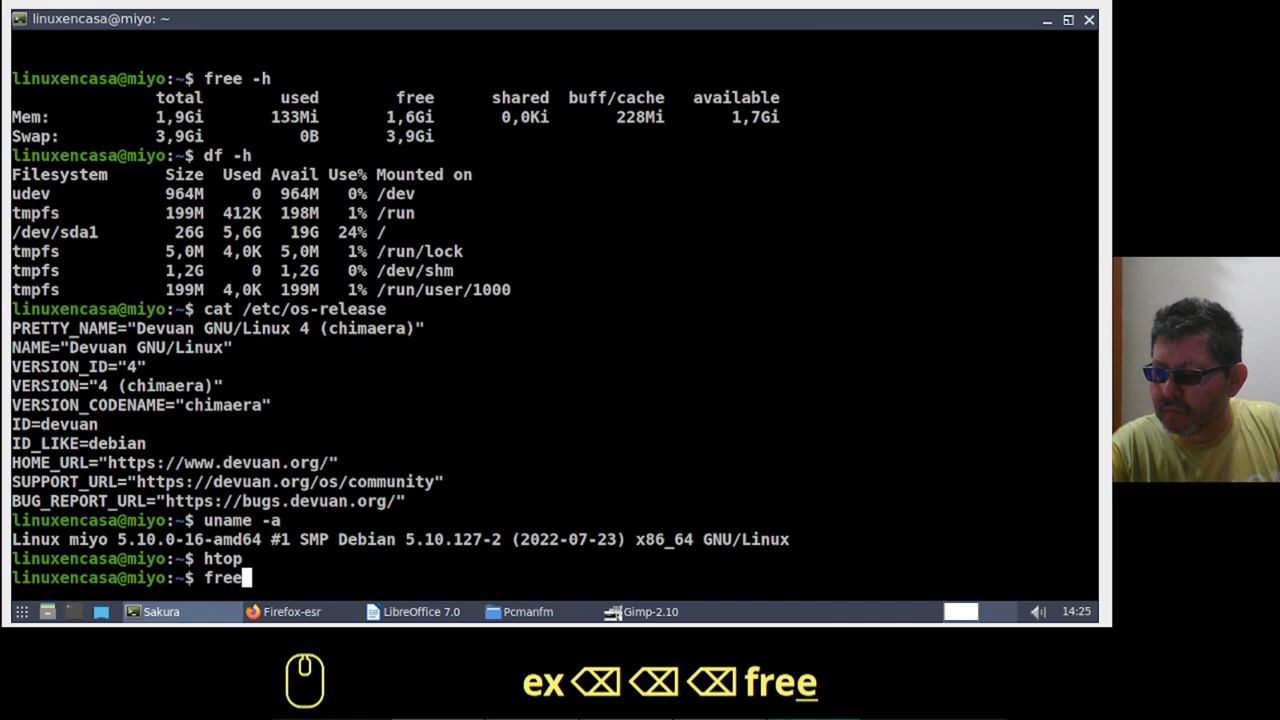 linuxencasa@miyo: ~
linuxencasa@miyo:~$ free -h
total used free shared buff/cache available
Mem: 1,9Gi 133Mi 1,6Gi 0,0Ki 228Mi 1,7Gi
Swap: 3,9Gi 0B 3,9Gi
linuxencasa@miyo:~$ df -h
Filesystem Size Used Avail Use% Mounted on
udev 964M 0 964M 0% /dev
tmpfs 199M 412K 198M 1% /run
/dev/sda1 26G 5,6G 19G 24% /
tmpfs 5,0M 4,0K 5,0M 1% /run/lock
tmpfs 1,2G 0 1,2G 0% /dev/shm
tmpfs 199M 4,0K 199M 1% /run/user/1000
linuxencasa@miyo:~$ cat /etc/os-release
PRETTY_NAME="Devuan GNU/Linux 4 (chimaera)"
NAME="Devuan GNU/Linux"
VERSION_ID="4"
VERSION="4 (chimaera)"
VERSION_CODENAME="chimaera"
ID=devuan
ID_LIKE=debian
HOME_URL="https://www.devuan.org/"
SUPPORT_URL="https://devuan.org/os/community"
BUG_REPORT_URL="https://bugs.devuan.org/"
linuxencasa@miyo:~$ uname -a
Linux miyo 5.10.0-16-amd64 #1 SMP Debian 5.10.127-2 (2022-07-23) x86_64 GNU/Linux
linuxencasa@miyo:~$ htop
linuxencasa@miyo:~$ free
Sakura Firefox-esr LibreOffice 7.0 Pcmanfm Gimp-2.10 14:25
ex⌫⌫⌫free